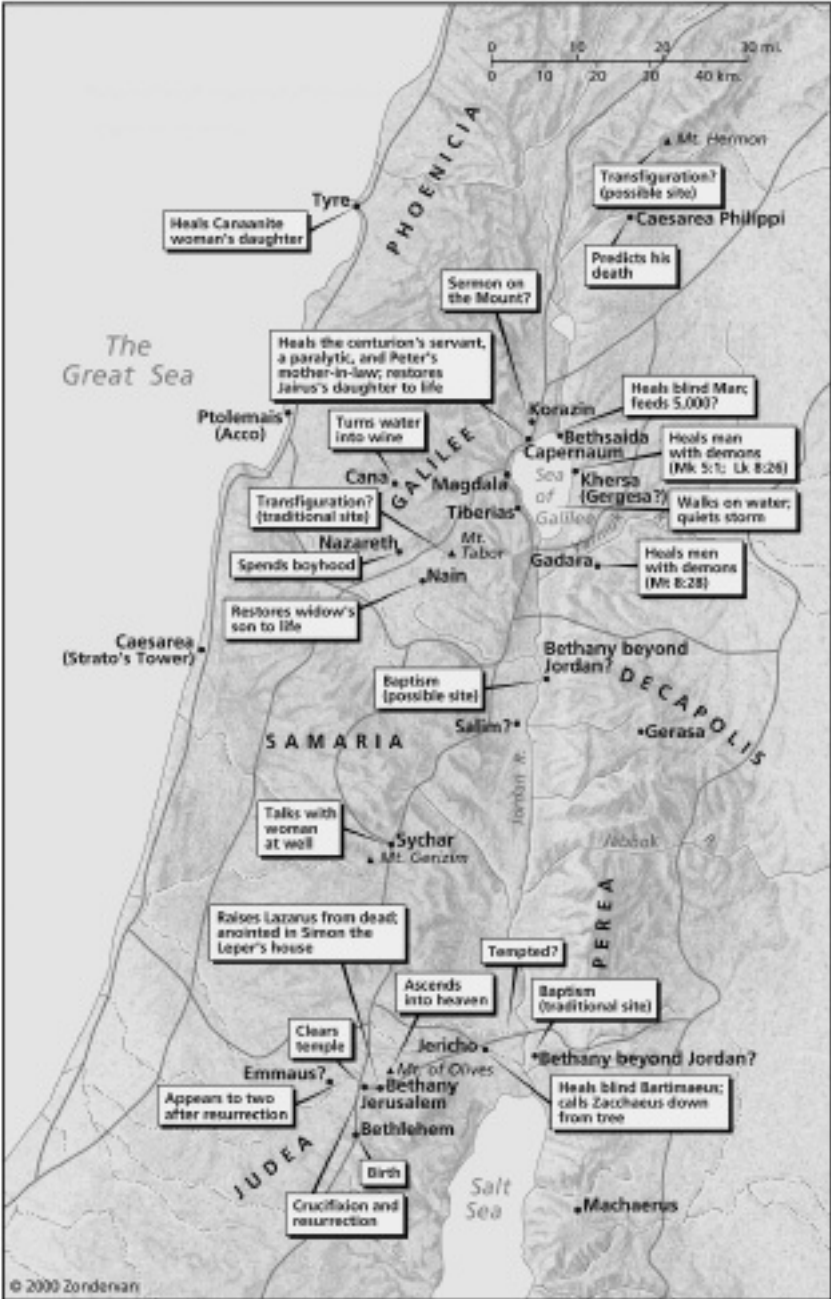 0 10 20 30 mi.
0 10 20 30 40 km.
PHOENICIA
Mt. Hermon
Transfiguration?
(possible site)
Tyre
Caesarea Philippi
Heals Canaanite
woman's daughter
Predicts his
death
Sermon on
the Mount?
The
Great Sea
Heals the centurion's servant,
a paralytic, and Peter's
mother-in-law; restores
Jairus's daughter to life
Heals blind Man;
feeds 5,000?
Ptolemais
(Acco)
Turns water
into wine
Korazin
Bethsaida
Capernaum
Heals man
with demons
(Mk 5:1; Lk 8:26)
GALILEE
Cana
Magdala
Sea
of
Galilee
Khersa
(Gergesa?)
Transfiguration?
(traditional site)
Tiberias
Walks on water;
quiets storm
Yarmuk
Nazareth
Mt.
Tabor
Spends boyhood
Gadara
Heals men
with demons
(Mt 8:28)
Nain
Restores widow's
son to life
Caesarea
(Strato's Tower)
Bethany beyond
Jordan?
Baptism
(possible site)
DECAPOLIS
Salim?
SAMARIA
Gerasa
Jordan R.
Talks with
woman
at well
Sychar
Mt. Gerizim
Jabbok R.
PEREA
Raises Lazarus from dead;
anointed in Simon the
Leper's house
Tempted?
Ascends
into heaven
Baptism
(traditional site)
Clears
temple
Jericho
Bethany beyond Jordan?
Emmaus?
Mt. of Olives
Bethany
Jerusalem
Appears to two
after resurrection
Heals blind Bartimaeus;
calls Zacchaeus down
from tree
Bethlehem
JUDEA
Birth
Salt
Sea
Crucifixion and
resurrection
Machaerus
© 2000 Zondervan